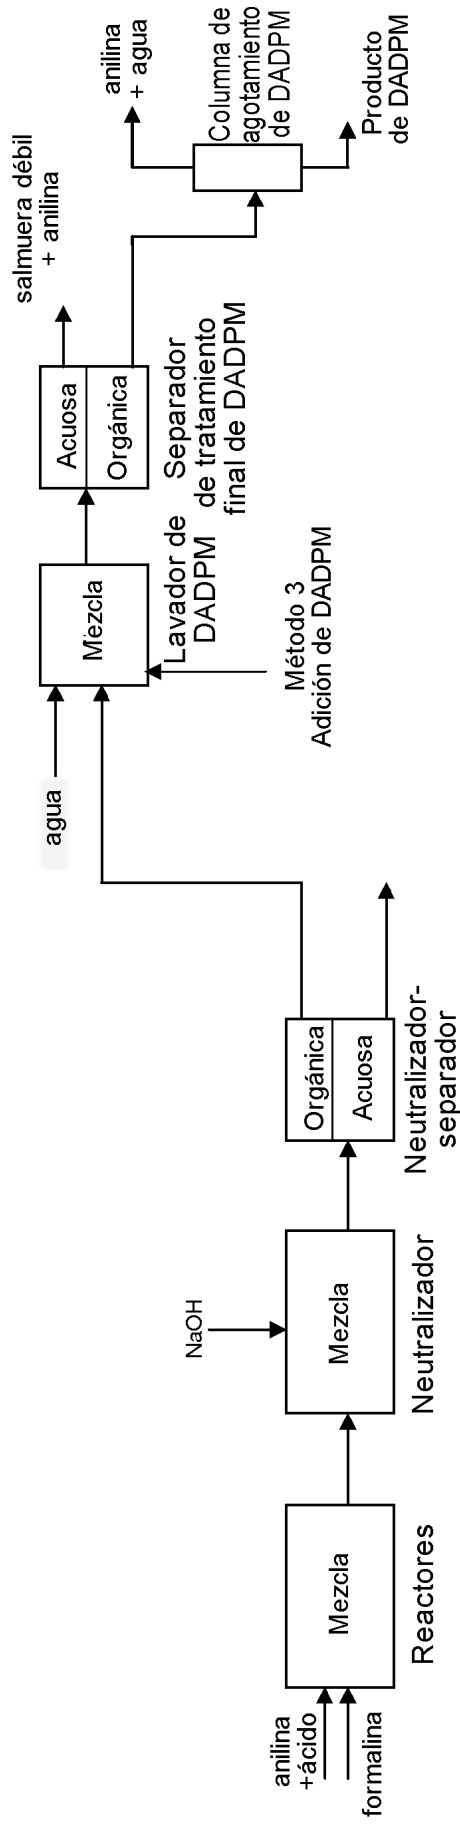 anilina
+ácido
formalina
Mezcla
Reactores
NaOH
Mezcla
Neutralizador
Orgánica
Acuosa
Neutralizador-
separador
agua
Mezcla
Lavador de
DADPM
Método 3
Adición de DADPM
Acuosa
Orgánica
Separador
de tratamiento
final de DADPM
salmuera débil
+ anilina
anilina
+ agua
Columna de
agotamiento
de DADPM
Producto
de DADPM